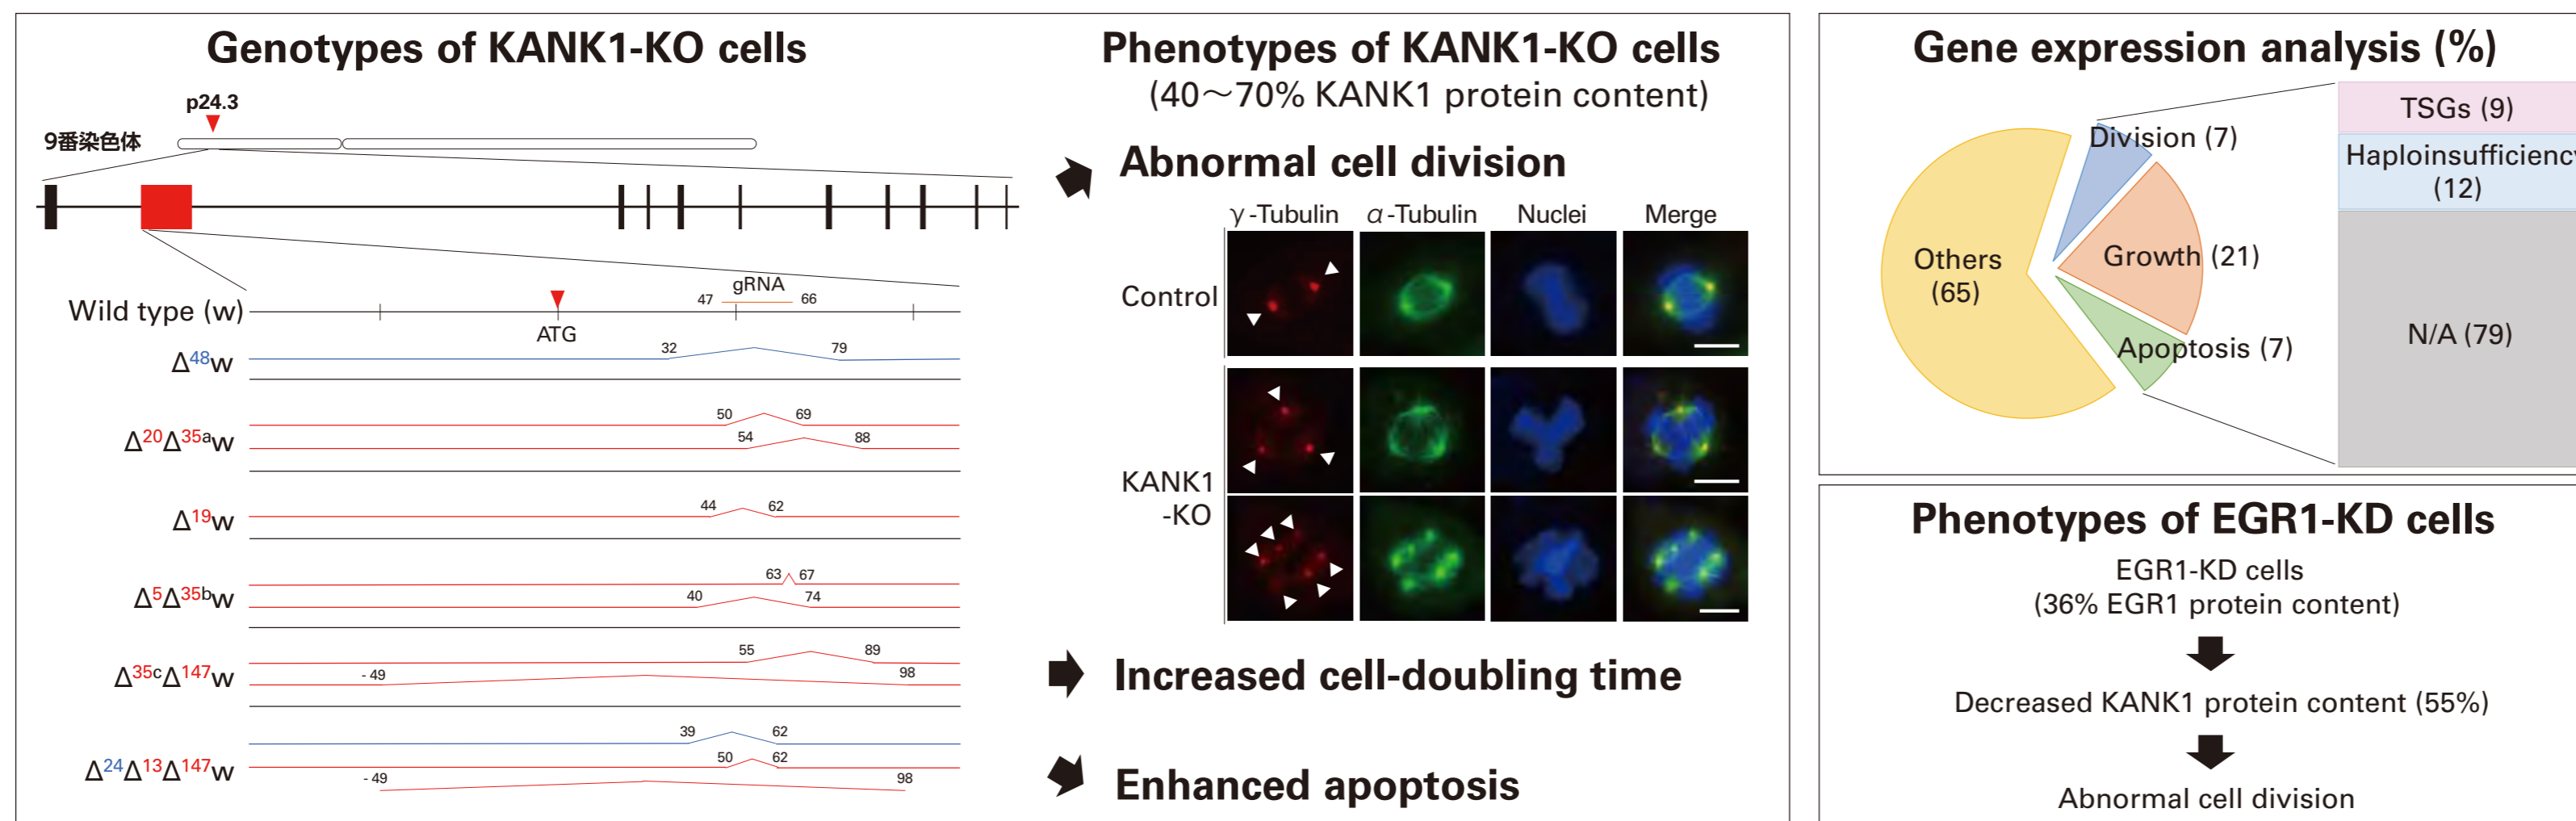 Genotypes of KANK1-KO cells
p24.3
9番染色体
gRNA
47 66
Wild type (w)
ATG
32 79
Δ48w
50 69
54 88
Δ20Δ35aw
44 62
Δ19w
63 67
40 74
Δ5Δ35bw
55 89
- 49 98
Δ35cΔ147w
39 62
50 62
- 49 98
Δ24Δ13Δ147w
Phenotypes of KANK1-KO cells
(40～70% KANK1 protein content)
Abnormal cell division
γ-Tubulin α-Tubulin Nuclei Merge
Control
KANK1
-KO
Increased cell-doubling time
Enhanced apoptosis
Gene expression analysis (%)
Division (7)
Growth (21)
Others
(65)
Apoptosis (7)
TSGs (9)
Haploinsufficiency
(12)
N/A (79)
Phenotypes of EGR1-KD cells
EGR1-KD cells
(36% EGR1 protein content)
Decreased KANK1 protein content (55%)
Abnormal cell division